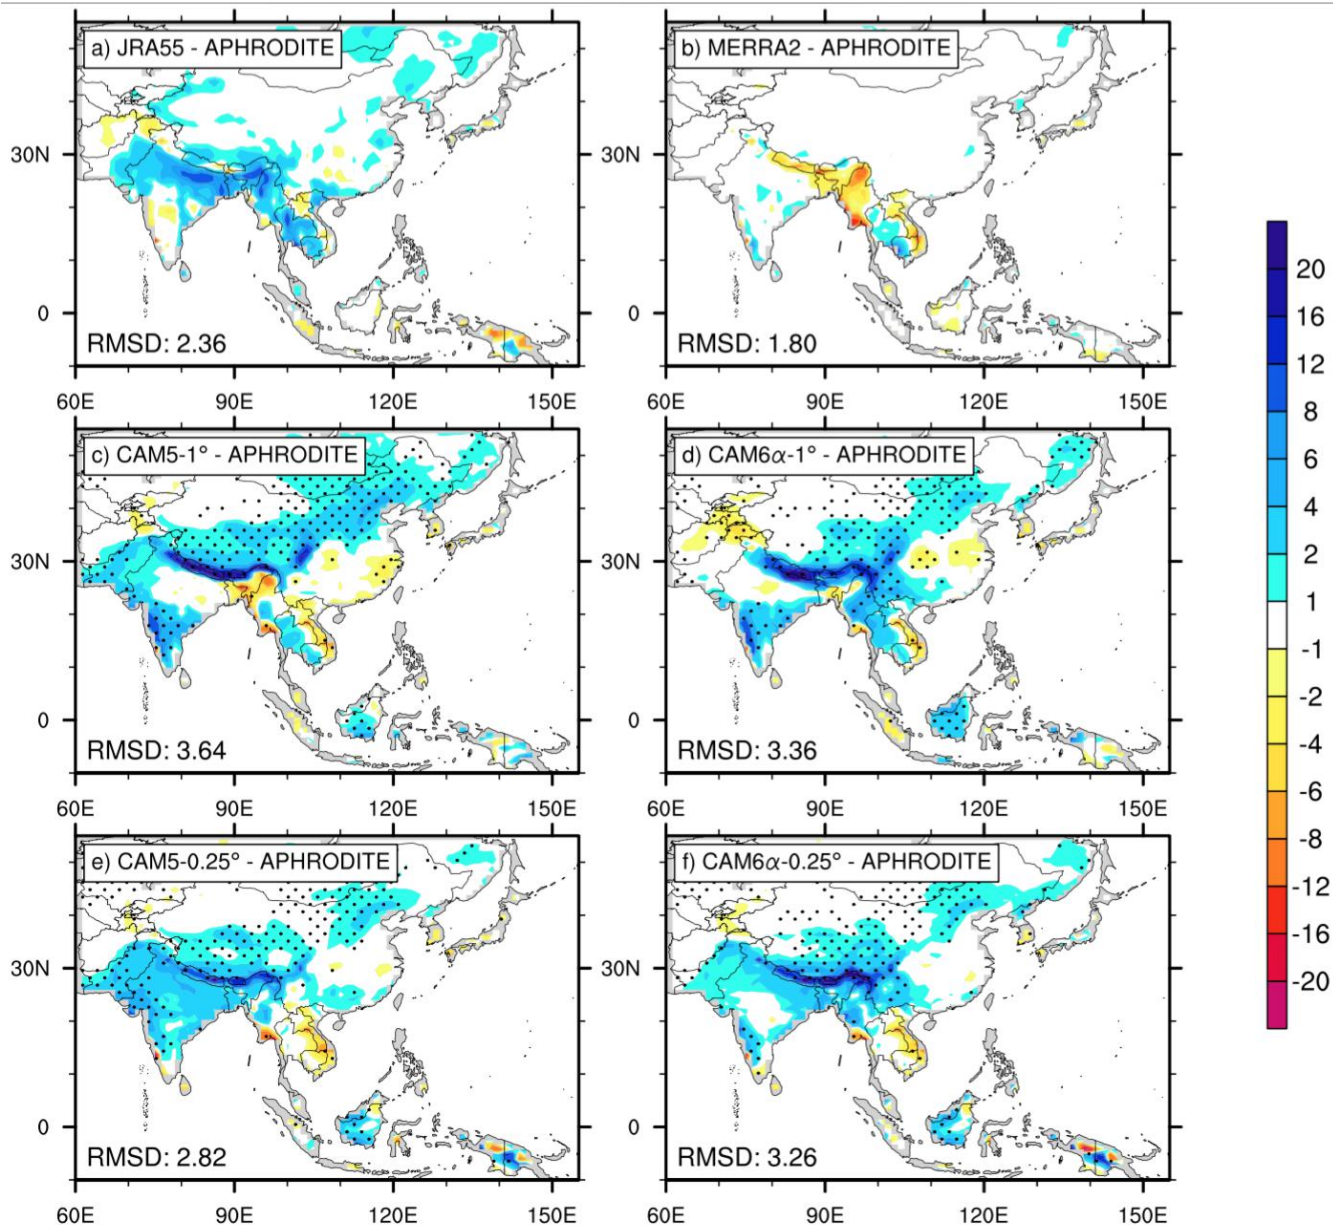 a) JRA55 - APHRODITE
30N
0
RMSD: 2.36
60E 90E 120E 150E
b) MERRA2 - APHRODITE
30N
0
RMSD: 1.80
60E 90E 120E 150E
c) CAM5-1° - APHRODITE
30N
0
RMSD: 3.64
60E 90E 120E 150E
d) CAM6α-1° - APHRODITE
30N
0
RMSD: 3.36
60E 90E 120E 150E
e) CAM5-0.25° - APHRODITE
30N
0
RMSD: 2.82
60E 90E 120E 150E
f) CAM6α-0.25° - APHRODITE
30N
0
RMSD: 3.26
60E 90E 120E 150E
20
16
12
8
6
4
2
1
-1
-2
-4
-6
-8
-12
-16
-20